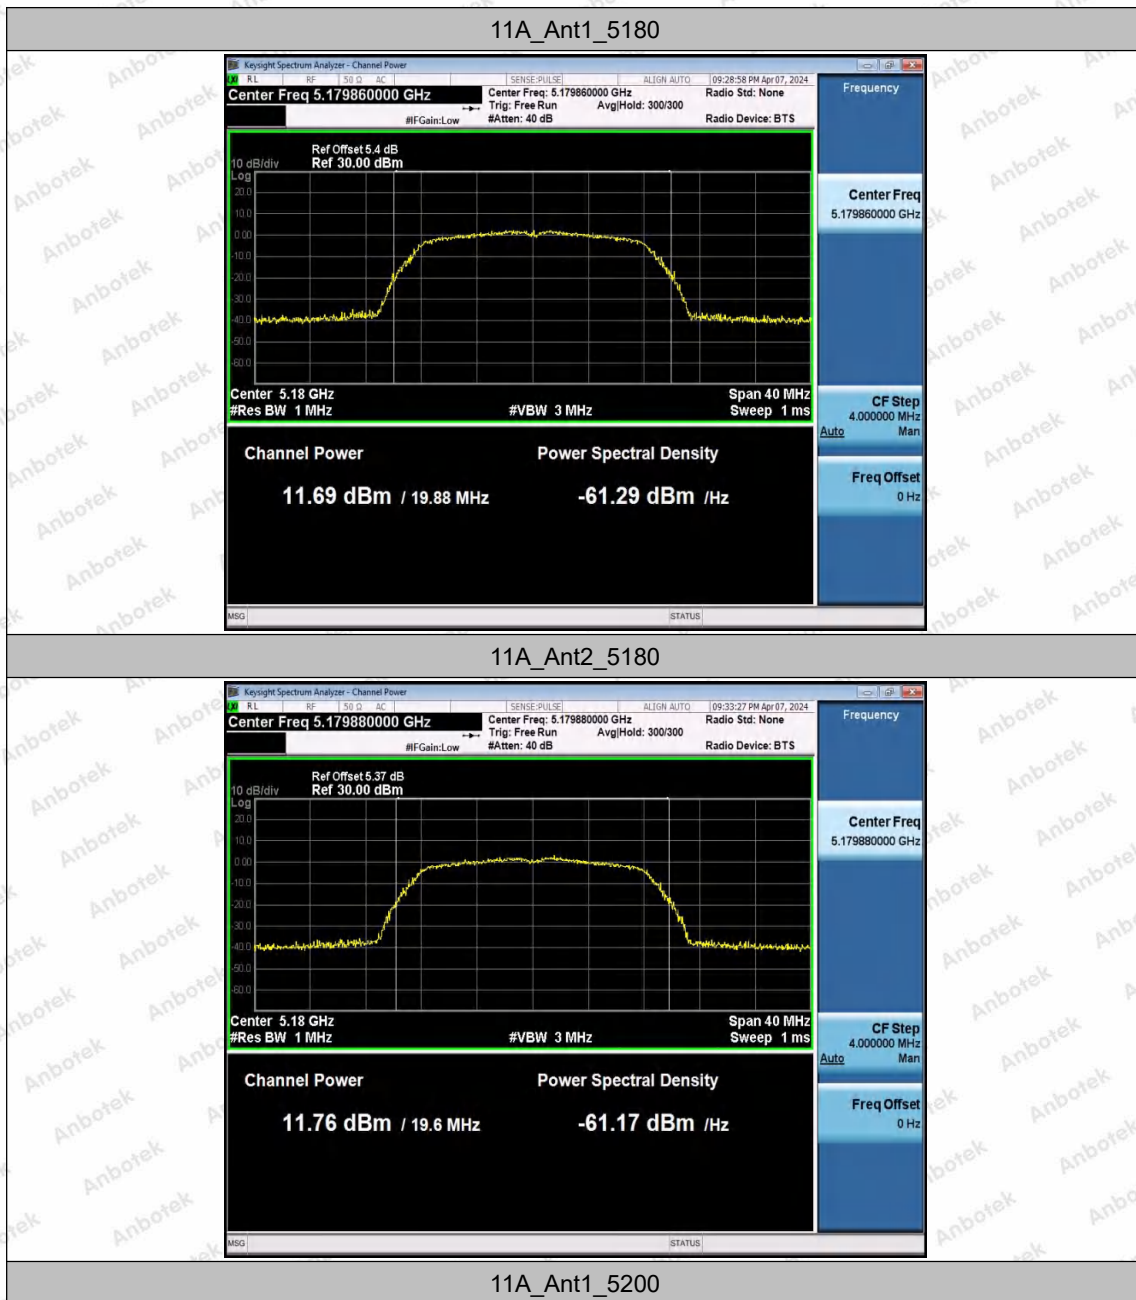 11A_Ant1_5180
Keysight Spectrum Analyzer - Channel Power
RL RF 50 Ω AC SENSE:PULSE ALIGN AUTO 09:28:58 PM Apr 07, 2024
Center Freq 5.179860000 GHz
Center Freq: 5.179860000 GHz Radio Std: None
Trig: Free Run Avg|Hold: 300/300
#IFGain:Low #Atten: 40 dB Radio Device: BTS
Ref Offset 5.4 dB
10 dB/div Ref 30.00 dBm
Log
20.0
10.0
0.00
-10.0
-20.0
-30.0
-40.0
-50.0
-60.0
Center 5.18 GHz Span 40 MHz
#Res BW 1 MHz #VBW 3 MHz Sweep 1 ms
Channel Power Power Spectral Density
11.69 dBm / 19.88 MHz -61.29 dBm /Hz
MSG STATUS
Frequency
Center Freq
5.179860000 GHz
CF Step
4.000000 MHz
Auto Man
Freq Offset
0 Hz
11A_Ant2_5180
Keysight Spectrum Analyzer - Channel Power
RL RF 50 Ω AC SENSE:PULSE ALIGN AUTO 09:33:27 PM Apr 07, 2024
Center Freq 5.179880000 GHz
Center Freq: 5.179880000 GHz Radio Std: None
Trig: Free Run Avg|Hold: 300/300
#IFGain:Low #Atten: 40 dB Radio Device: BTS
Ref Offset 5.37 dB
10 dB/div Ref 30.00 dBm
Log
20.0
10.0
0.00
-10.0
-20.0
-30.0
-40.0
-50.0
-60.0
Center 5.18 GHz Span 40 MHz
#Res BW 1 MHz #VBW 3 MHz Sweep 1 ms
Channel Power Power Spectral Density
11.76 dBm / 19.6 MHz -61.17 dBm /Hz
MSG STATUS
Frequency
Center Freq
5.179880000 GHz
CF Step
4.000000 MHz
Auto Man
Freq Offset
0 Hz
11A_Ant1_5200